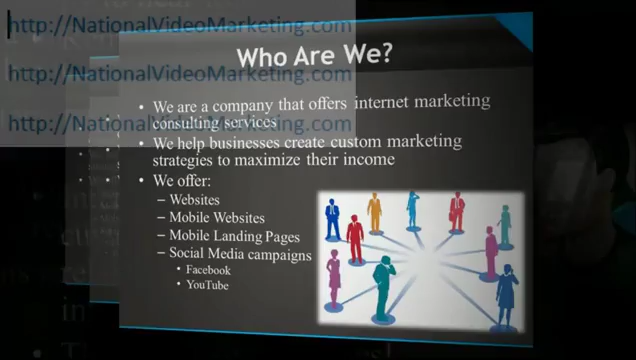 http://NationalVideoMarketing.com
http://NationalVideoMarketing.com
http://NationalVideoMarketing.com
Who Are We?
• We are a company that offers internet marketing
consulting services
• We help businesses create custom marketing
strategies to maximize their income
• We offer:
– Websites
– Mobile Websites
– Mobile Landing Pages
– Social Media campaigns
• Facebook
• YouTube